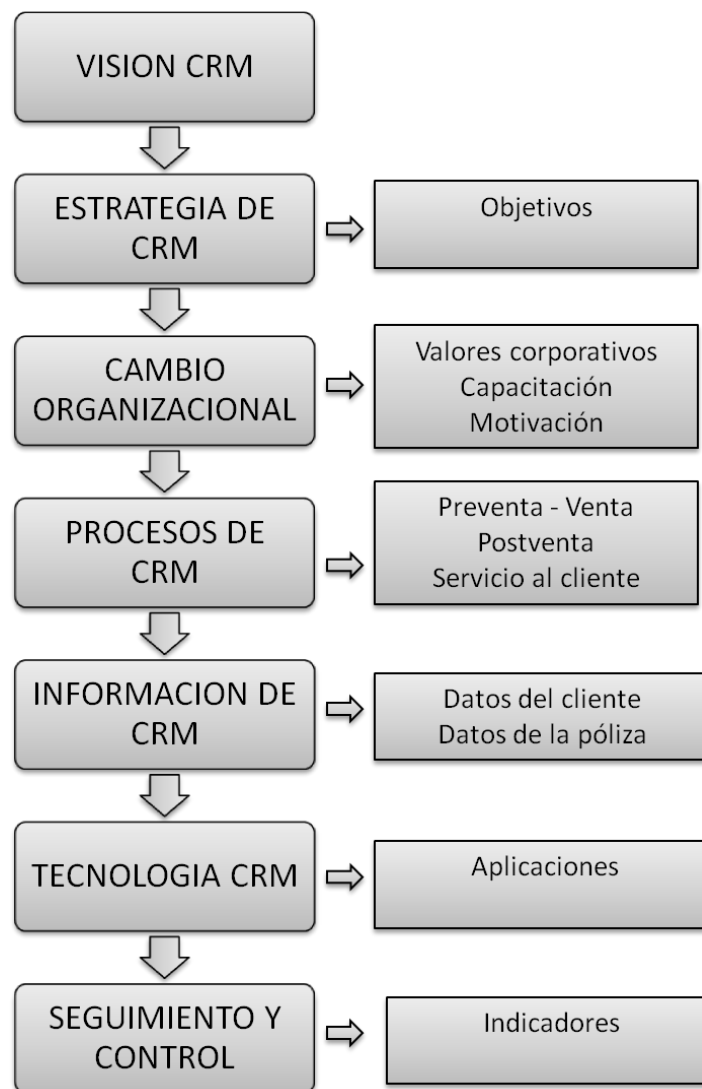 VISION CRM
ESTRATEGIA DE
CRM
Objetivos
CAMBIO
ORGANIZACIONAL
Valores corporativos
Capacitación
Motivación
PROCESOS DE
CRM
Preventa - Venta
Postventa
Servicio al cliente
INFORMACION DE
CRM
Datos del cliente
Datos de la póliza
TECNOLOGIA CRM
Aplicaciones
SEGUIMIENTO Y
CONTROL
Indicadores